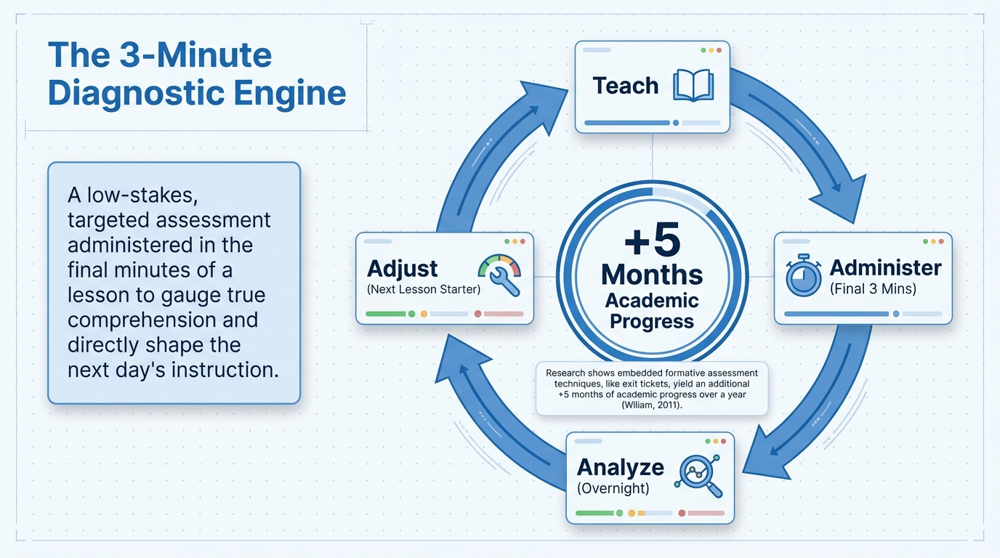 The 3-Minute
Diagnostic Engine
A low-stakes,
targeted assessment
administered in the
final minutes of a
lesson to gauge true
comprehension and
directly shape the
next day's instruction.
Teach
Administer
(Final 3 Mins)
Analyze
(Overnight)
Adjust
(Next Lesson Starter)
+5
Months
Academic
Progress
Research shows embedded formative assessment
techniques, like exit tickets, yield an additional
+5 months of academic progress over a year
(Wlliam, 2011).